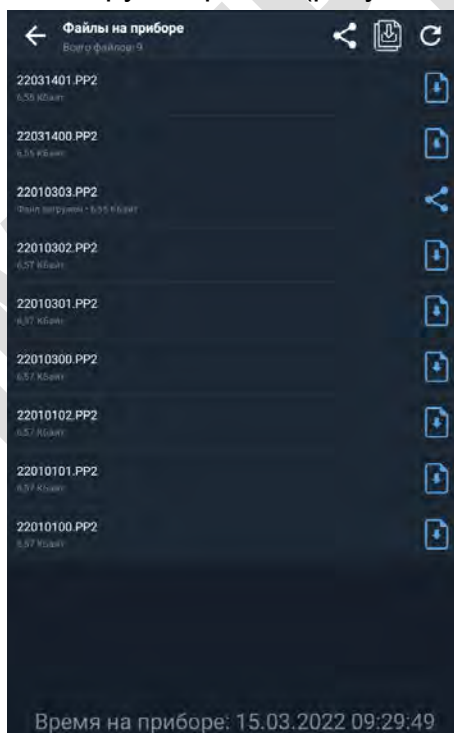 Файлы на приборе
Всего файлов: 9
22031401.PP2
6,55 Кбайт
22031400.PP2
6,55 Кбайт
22010303.PP2
Файл загружен • 6,55 Кбайт
22010302.PP2
6,57 Кбайт
22010301.PP2
6,57 Кбайт
22010300.PP2
6,57 Кбайт
22010102.PP2
6,57 Кбайт
22010101.PP2
6,57 Кбайт
22010100.PP2
6,57 Кбайт
Время на приборе: 15.03.2022 09:29:49